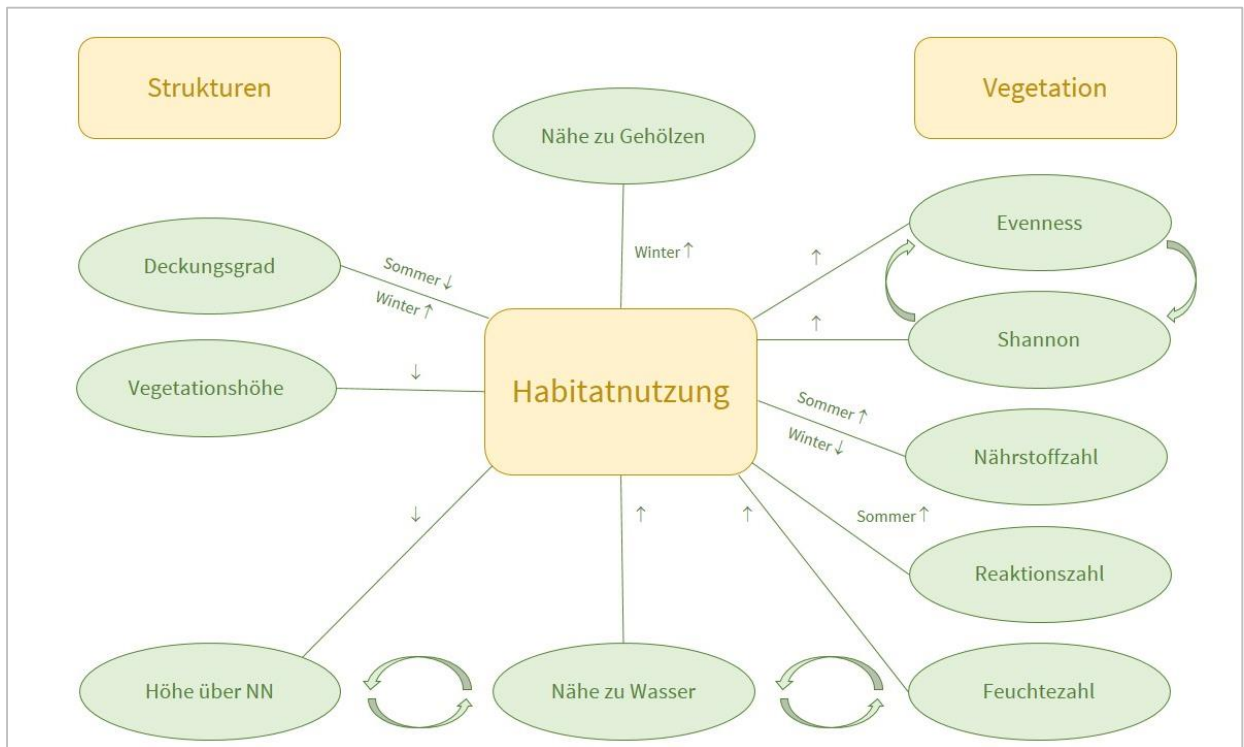 Strukturen
Vegetation
Nähe zu Gehölzen
Evenness
Deckungsgrad
Sommer ↓
Winter ↑
Winter ↑
↑
Shannon
↑
Vegetationshöhe
↓
Habitatnutzung
Sommer ↑
Winter ↓
Nährstoffzahl
↓
↑
↑
Sommer ↑
Reaktionszahl
Höhe über NN
Nähe zu Wasser
Feuchtezahl